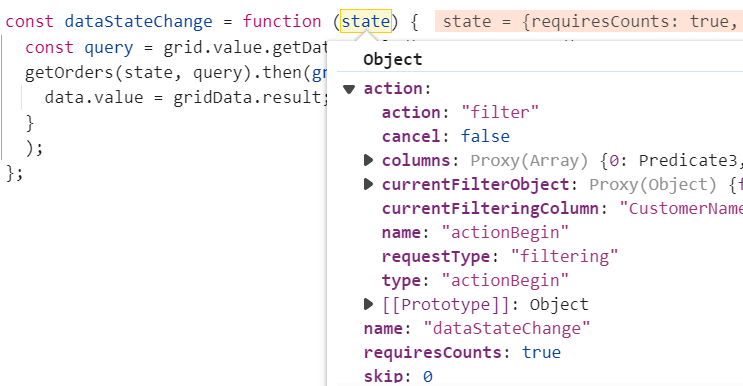 const dataStateChange = function (state) { state = {requiresCounts: true,
const query = grid.value.getDat
getOrders(state, query).then(gr
data.value = gridData.result;
}
);
};
Object
action:
action: "filter"
cancel: false
columns: Proxy(Array) {0: Predicate3,
currentFilterObject: Proxy(Object) {f
currentFilteringColumn: "CustomerName
name: "actionBegin"
requestType: "filtering"
type: "actionBegin"
[[Prototype]]: Object
name: "dataStateChange"
requiresCounts: true
skip: 0